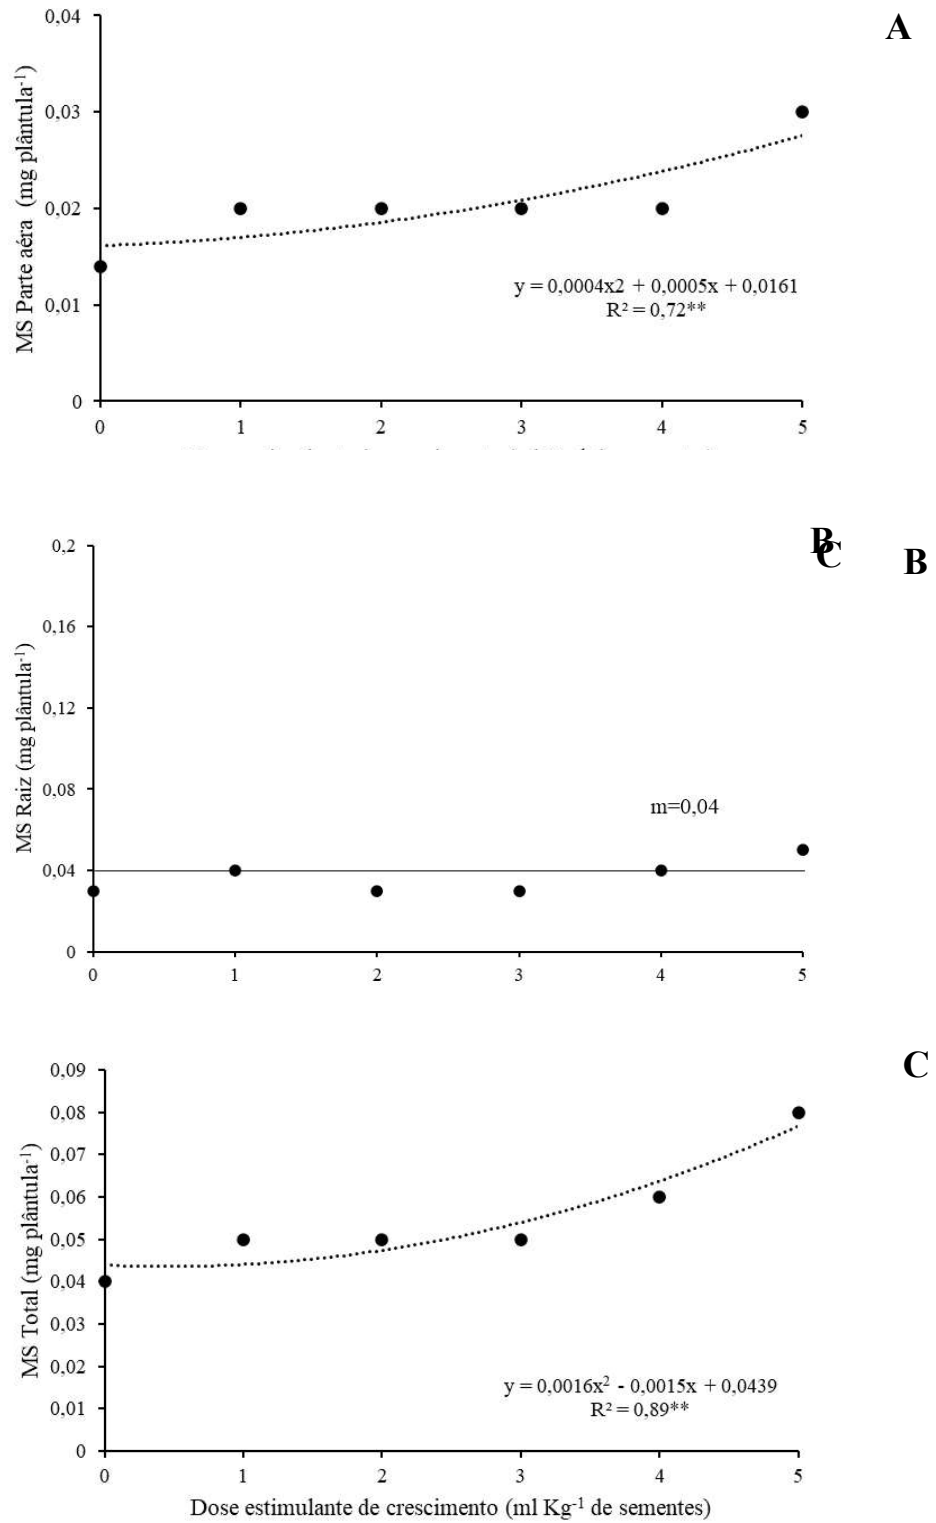 A
0,04
0,03
0,02
0,01
0
MS Parte aéra (mg plântula-1)
y = 0,0004x2 + 0,0005x + 0,0161
R² = 0,72**
0 1 2 3 4 5
B
C
B
0,2
0,16
0,12
0,08
0,04
0
MS Raiz (mg plântula-1)
m=0,04
0 1 2 3 4 5
C
0,09
0,08
0,07
0,06
0,05
0,04
0,03
0,02
0,01
0
MS Total (mg plântula-1)
y = 0,0016x2 - 0,0015x + 0,0439
R² = 0,89**
0 1 2 3 4 5
Dose estimulante de crescimento (ml Kg-1 de sementes)